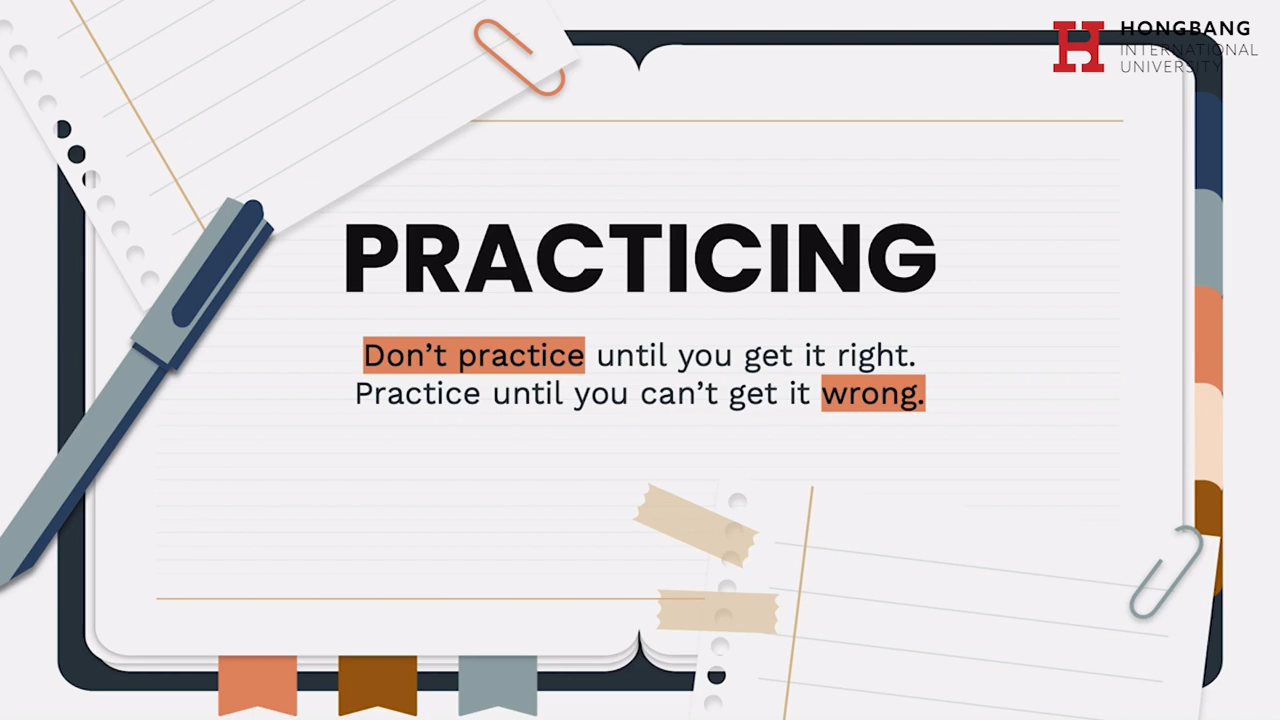 HONGBANG
INTERNATIONAL
UNIVERSITY
PRACTICING
Don’t practice until you get it right.
Practice until you can’t get it wrong.